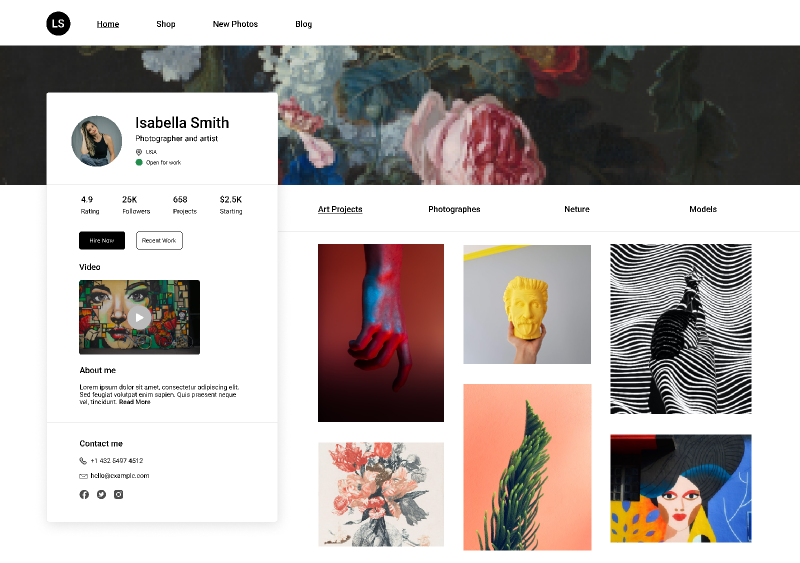 LS
Home
Shop
New Photos
Blog
Isabella Smith
Photographer and artist
USA
Open for work
4.9
25K
658
$2.5K
Rating
Followers
Projects
Starting
Hire Now
Recent Work
Video
About me
Lorem ipsum dolor sit amet, consectetur adipiscing elit.
Sed feugiat volutpat enim sapien. Quis praesent neque
vel, tincidunt. Read More
Contact me
+1 432 5497 4512
hello@example.com
Art Projects
Photographes
Neture
Models